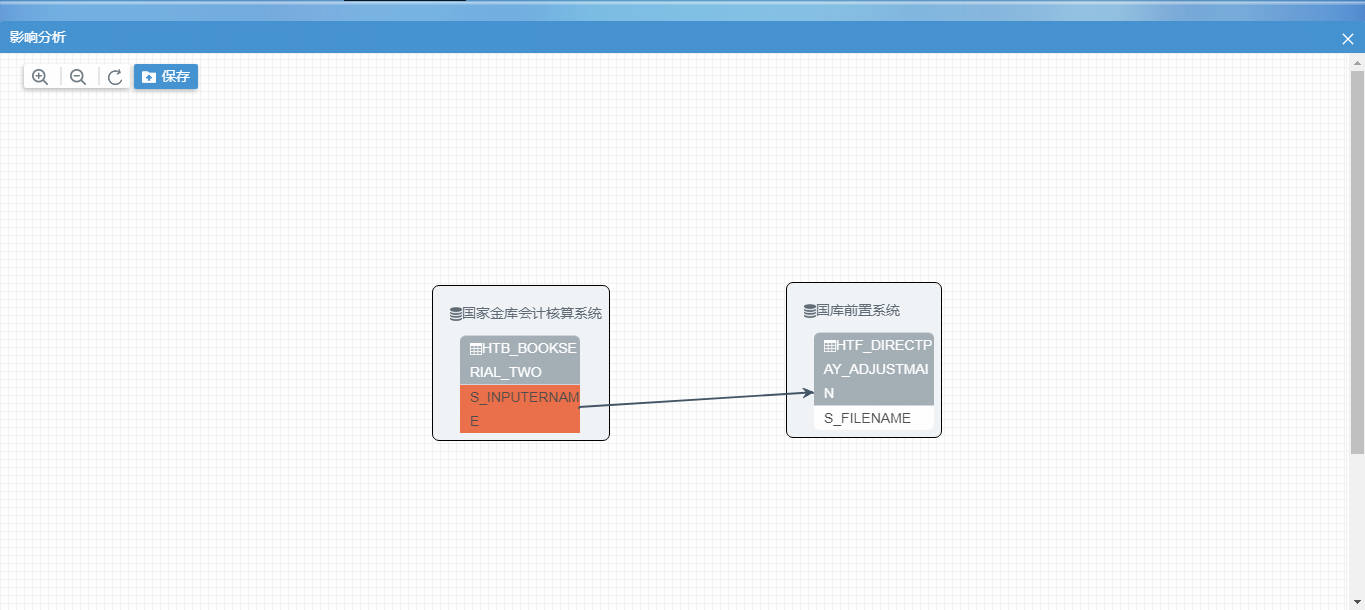 影响分析
保存
国家金库会计核算系统
HTB_BOOKSE
RIAL_TWO
S_INPUTERNAM
E
国库前置系统
HTF_DIRECTP
AY_ADJUSTMAI
N
S_FILENAME